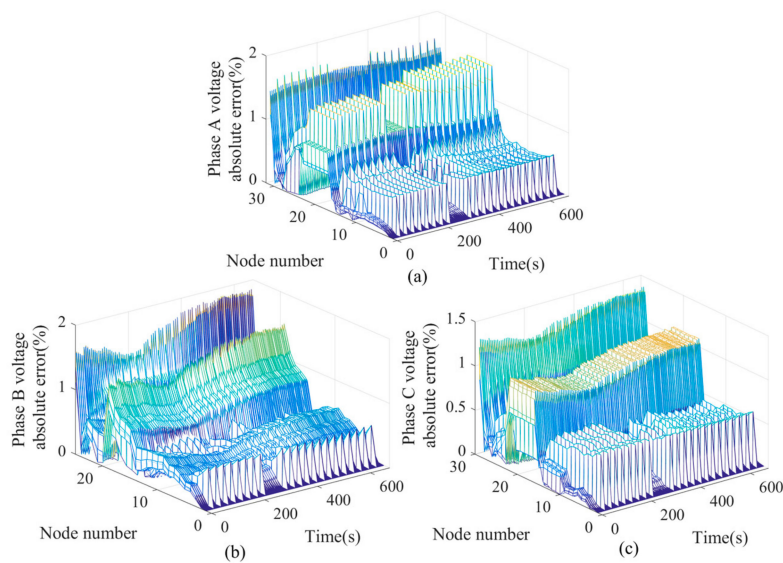 Phase A voltage
absolute error(%)
2
1
0
30
20
10
0
Node number
0
200
400
600
Time(s)
(a)
Phase B voltage
absolute error(%)
2
1
0
20
10
0
Node number
0
200
400
600
Time(s)
(b)
Phase C voltage
absolute error(%)
1.5
1
0.5
0
30
20
10
0
Node number
0
200
400
600
Time(s)
(c)